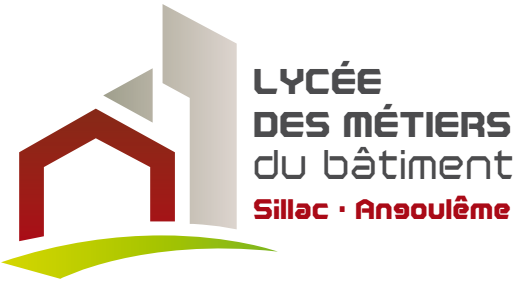 LYCÉE
DES MÉTIERS
du bâtiment
Sillac · Angoulême